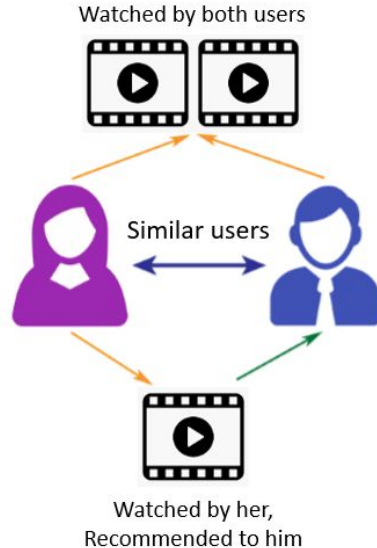 Watched by both users
Similar users
Watched by her,
Recommended to him